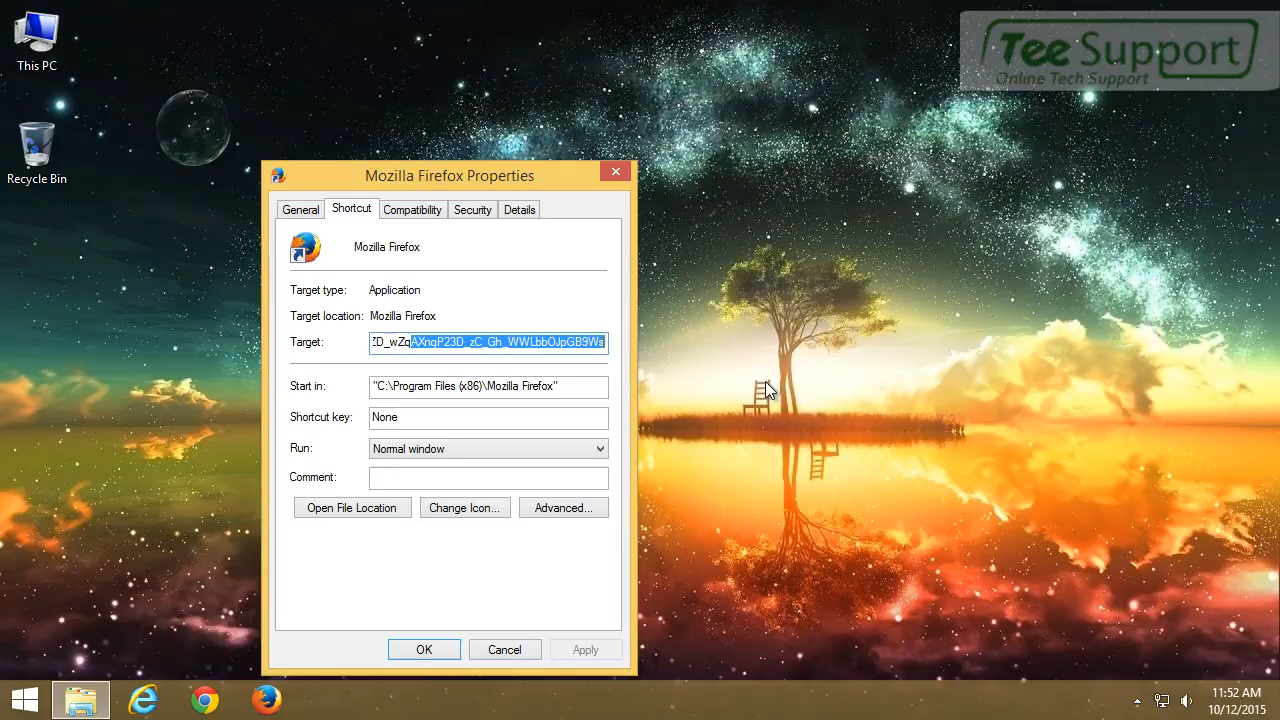 This PC
Tee Support
Online Tech Support
Recycle Bin
Mozilla Firefox Properties
General Shortcut Compatibility Security Details
Mozilla Firefox
Target type: Application
Target location: Mozilla Firefox
Target: ZD_wZqAXnqP23D_zC_Gh_WWLbbOJpGB9Ws
Start in: "C:\Program Files (x86)\Mozilla Firefox"
Shortcut key: None
Run: Normal window
Comment:
Open File Location Change Icon... Advanced...
OK Cancel Apply
11:52 AM
10/12/2015